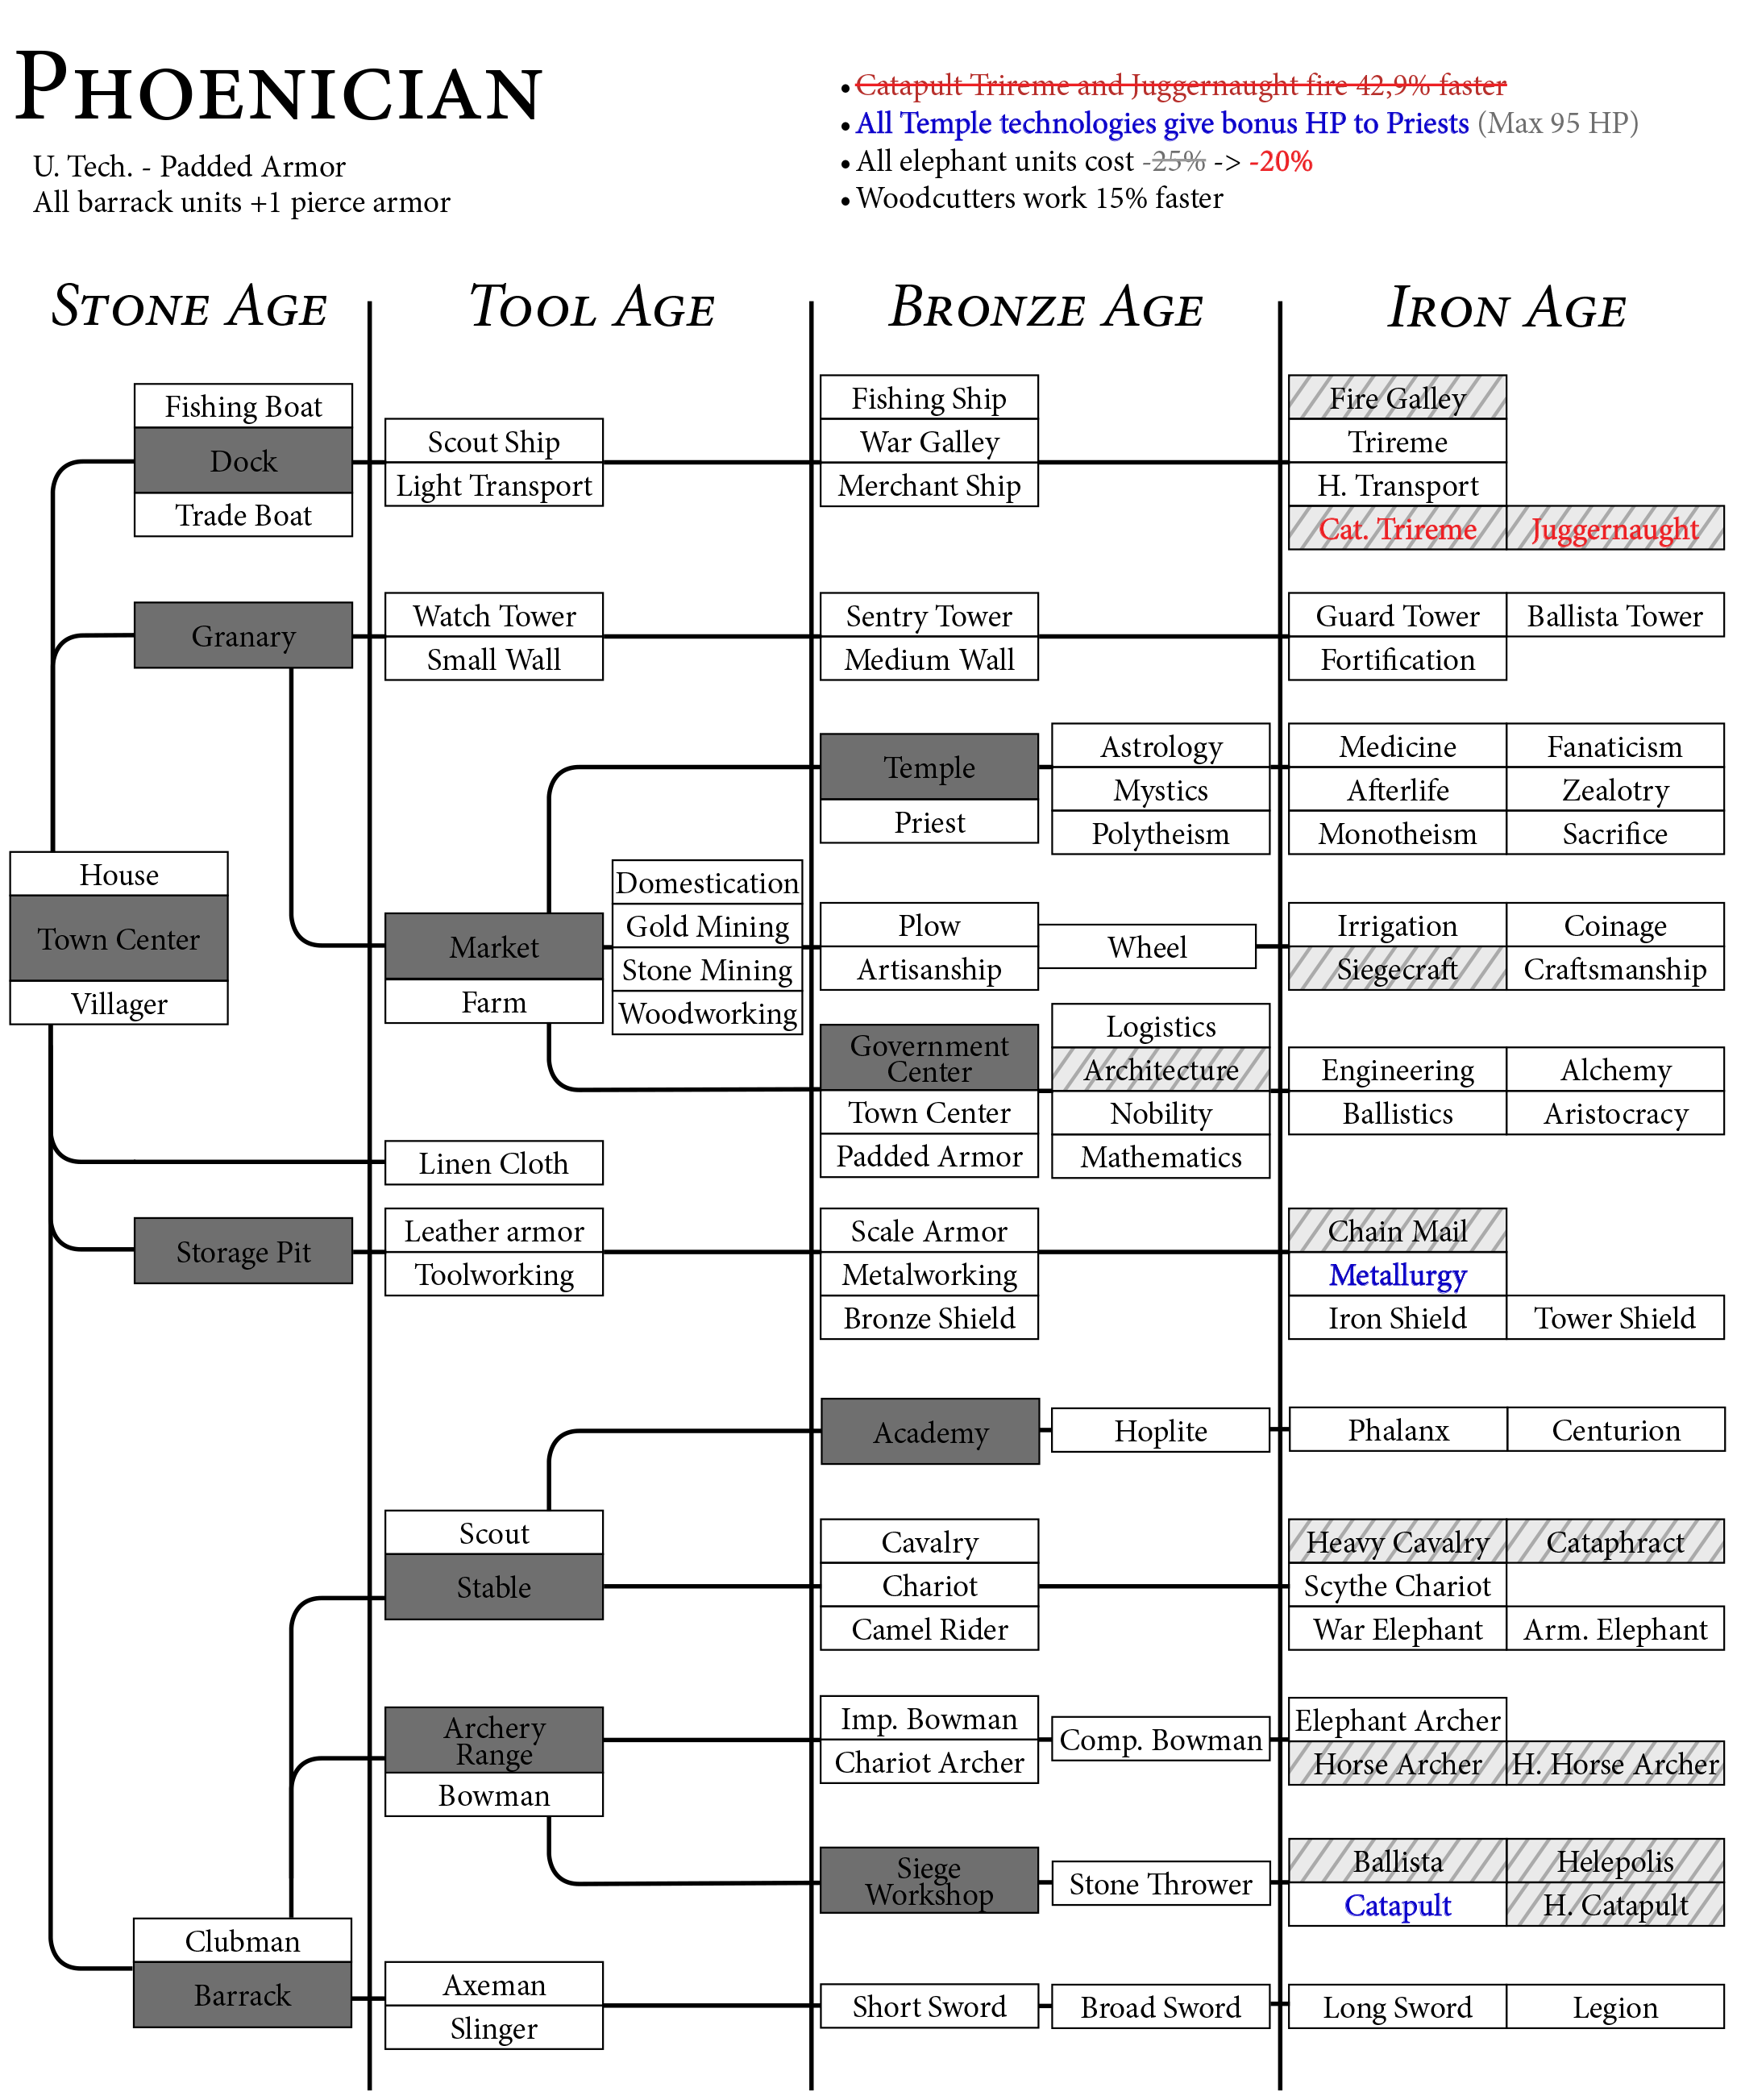 PHOENICIAN
U. Tech. - Padded Armor
All barrack units +1 pierce armor
• Catapult Trireme and Juggernaught fire 42,9% faster
• All Temple technologies give bonus HP to Priests (Max 95 HP)
• All elephant units cost -25% -> -20%
• Woodcutters work 15% faster
STONE AGE
TOOL AGE
BRONZE AGE
IRON AGE
Fishing Boat
Dock
Trade Boat
Scout Ship
Light Transport
Fishing Ship
War Galley
Merchant Ship
Fire Galley
Trireme
H. Transport
Cat. Trireme
Juggernaught
Granary
Watch Tower
Small Wall
Sentry Tower
Medium Wall
Guard Tower
Ballista Tower
Fortification
Temple
Priest
Astrology
Mystics
Polytheism
Medicine
Fanaticism
Afterlife
Zealotry
Monotheism
Sacrifice
House
Town Center
Villager
Market
Farm
Domestication
Gold Mining
Stone Mining
Woodworking
Plow
Artisanship
Wheel
Irrigation
Coinage
Siegecraft
Craftsmanship
Government
Center
Town Center
Padded Armor
Logistics
Architecture
Nobility
Mathematics
Engineering
Alchemy
Ballistics
Aristocracy
Linen Cloth
Storage Pit
Leather armor
Toolworking
Scale Armor
Metalworking
Bronze Shield
Chain Mail
Metallurgy
Iron Shield
Tower Shield
Academy
Hoplite
Phalanx
Centurion
Scout
Stable
Cavalry
Chariot
Camel Rider
Heavy Cavalry
Cataphract
Scythe Chariot
War Elephant
Arm. Elephant
Archery
Range
Bowman
Imp. Bowman
Chariot Archer
Comp. Bowman
Elephant Archer
Horse Archer
H. Horse Archer
Siege
Workshop
Stone Thrower
Ballista
Helepolis
Catapult
H. Catapult
Clubman
Barrack
Axeman
Slinger
Short Sword
Broad Sword
Long Sword
Legion